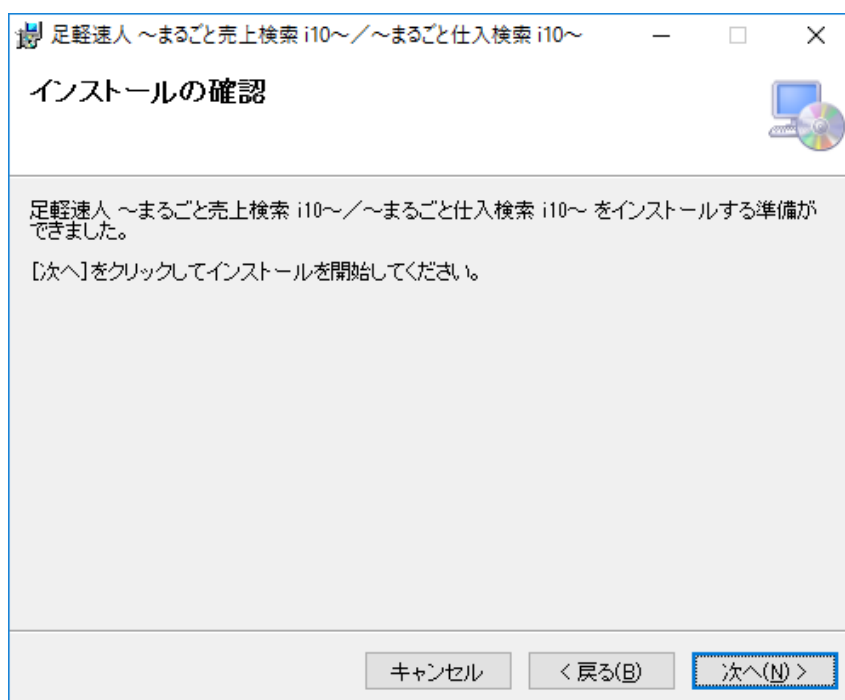 足軽速人 ～まるごと売上検索 i10～／～まるごと仕入検索 i10～
インストールの確認
足軽速人 ～まるごと売上検索 i10～／～まるごと仕入検索 i10～ をインストールする準備が
できました。
[次へ]をクリックしてインストールを開始してください。
キャンセル
< 戻る(B)
次へ(N) >